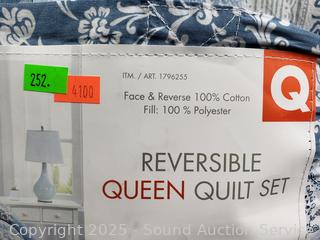 252.
4100
ITM. / ART. 1796255
Face & Reverse 100% Cotton
Fill: 100 % Polyester
Q
REVERSIBLE
QUEEN QUILT SET
Copyright 2025 - Sound Auction Service